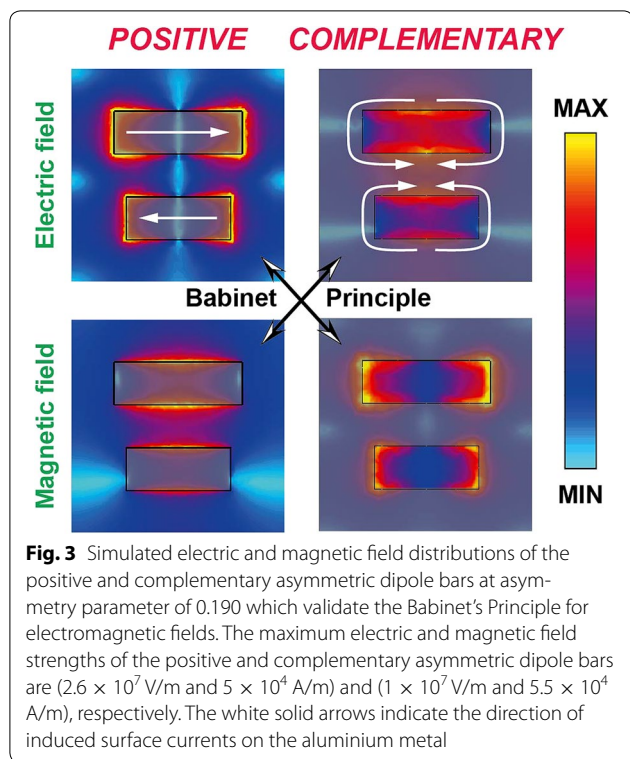 POSITIVE COMPLEMENTARY
Electric field
MAX
Babinet Principle
Magnetic field
MIN
Fig. 3 Simulated electric and magnetic field distributions of the
positive and complementary asymmetric dipole bars at asym-
metry parameter of 0.190 which validate the Babinet's Principle for
electromagnetic fields. The maximum electric and magnetic field
strengths of the positive and complementary asymmetric dipole bars
are (2.6 × 10⁷ V/m and 5 × 10⁴ A/m) and (1 × 10⁷ V/m and 5.5 × 10⁴
A/m), respectively. The white solid arrows indicate the direction of
induced surface currents on the aluminium metal